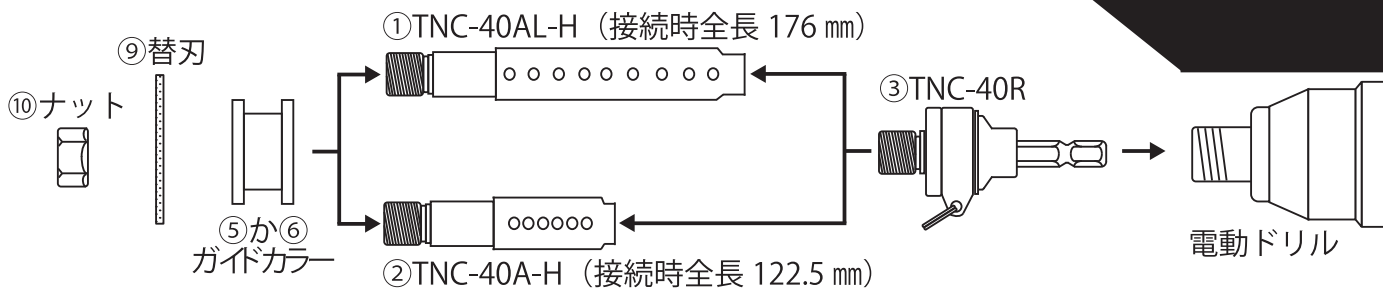 ①TNC-40AL-H（接続時全長 176 ㎜）
⑨替刃
⑩ナット
③TNC-40R
⑤か⑥
ガイドカラー
電動ドリル
②TNC-40A-H（接続時全長 122.5 ㎜）